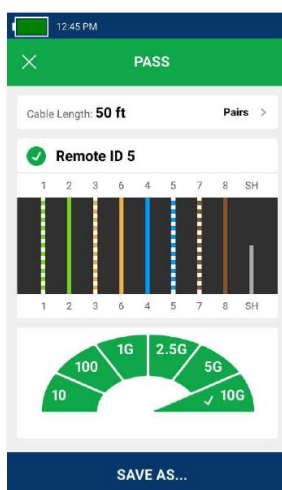 12:45 PM
PASS
Cable Length: 50 ft Pairs >
Remote ID 5
1 2 3 6 4 5 7 8 SH
1 2 3 6 4 5 7 8 SH
10 100 1G 2.5G 5G 10G
SAVE AS...